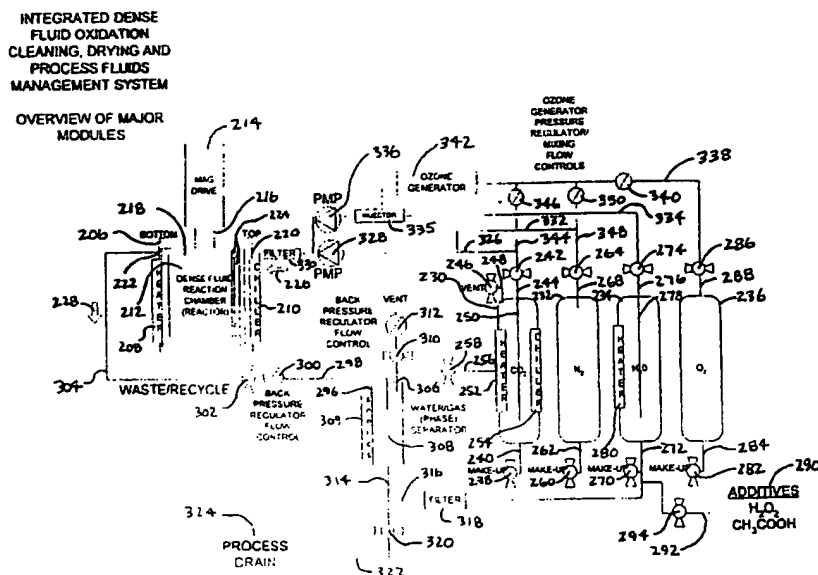 INTEGRATED DENSE
FLUID OXIDATION
CLEANING, DRYING AND
PROCESS FLUIDS
MANAGEMENT SYSTEM
OVERVIEW OF MAJOR
MODULES
214
MAG
DRIVE
216
218
206
BOTTOM
TOP
224
220
222
212
DENSE FLUID
REACTION
CHAMBER
(REACTOR)
HEATER
208
CHILLER
210
FILTER
330
226
228
304
WASTE/RECYCLE
302
300
298
BACK
PRESSURE
REGULATOR
FLOW
CONTROL
336
PMP
328
PMP
INJECTOR
335
342
OZONE
GENERATOR
OZONE
GENERATOR
PRESSURE
REGULATOR/
MIXING
FLOW
CONTROLS
346
350
340
338
334
332
326
344
348
BACK
PRESSURE
REGULATOR
FLOW
CONTROL
VENT
312
310
306
258
256
296
309
WATER/GAS
(PHASE)
SEPARATOR
308
314
316
FILTER
318
320
322
324
PROCESS
DRAIN
246
248
VENT
230
242
244
250
252
HEATER
CO₂
CHILLER
254
232
264
268
N₂
234
274
276
278
HEATER
H₂O
280
286
288
236
O₂
240
MAKE-UP
238
262
MAKE-UP
260
272
MAKE-UP
270
284
MAKE-UP
282
294
292
ADDITIVES
290
H₂O₂
CH₃COOH